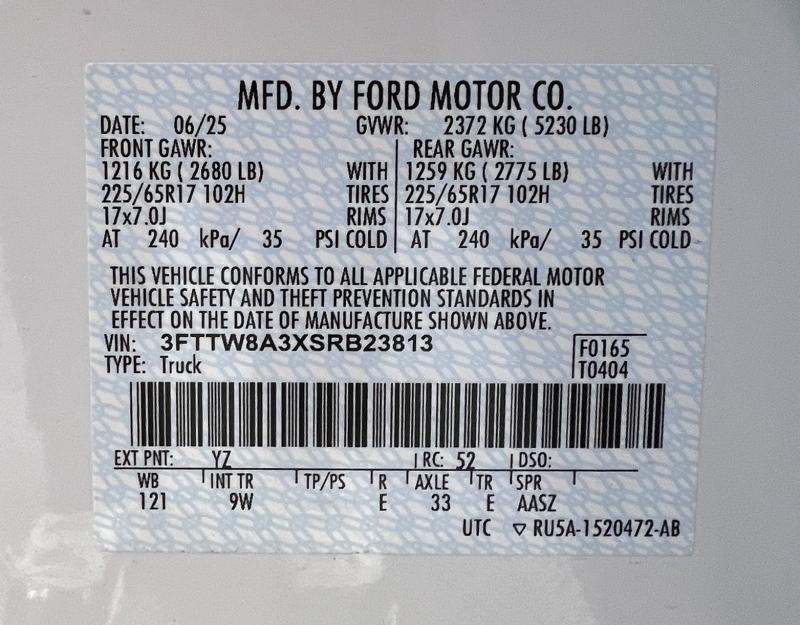 MFD. BY FORD MOTOR CO.
DATE: 06/25 GVWR: 2372 KG ( 5230 LB)
FRONT GAWR: REAR GAWR:
1216 KG ( 2680 LB) WITH 1259 KG ( 2775 LB) WITH
225/65R17 102H TIRES 225/65R17 102H TIRES
17x7.0J RIMS 17x7.0J RIMS
AT 240 kPa/ 35 PSI COLD AT 240 kPa/ 35 PSI COLD
THIS VEHICLE CONFORMS TO ALL APPLICABLE FEDERAL MOTOR
VEHICLE SAFETY AND THEFT PREVENTION STANDARDS IN
EFFECT ON THE DATE OF MANUFACTURE SHOWN ABOVE.
VIN: 3FTTW8A3XSRB23813 F0165
TYPE: Truck T0404
EXT PNT: YZ RC: 52 DSO:
WB INT TR TP/PS R AXLE TR SPR
121 9W E 33 E AASZ
UTC ▽ RU5A-1520472-AB